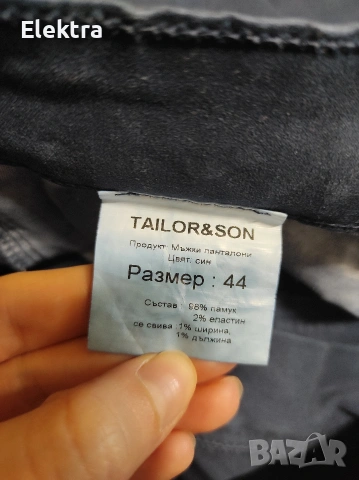 Elektra
TAILOR&SON
Продукт: Мъжки панталони
Цвят: син
Размер : 44
Състав : 98% памук
2% еластин
се свива : 1% ширина,
1% дължина.
BAZAR